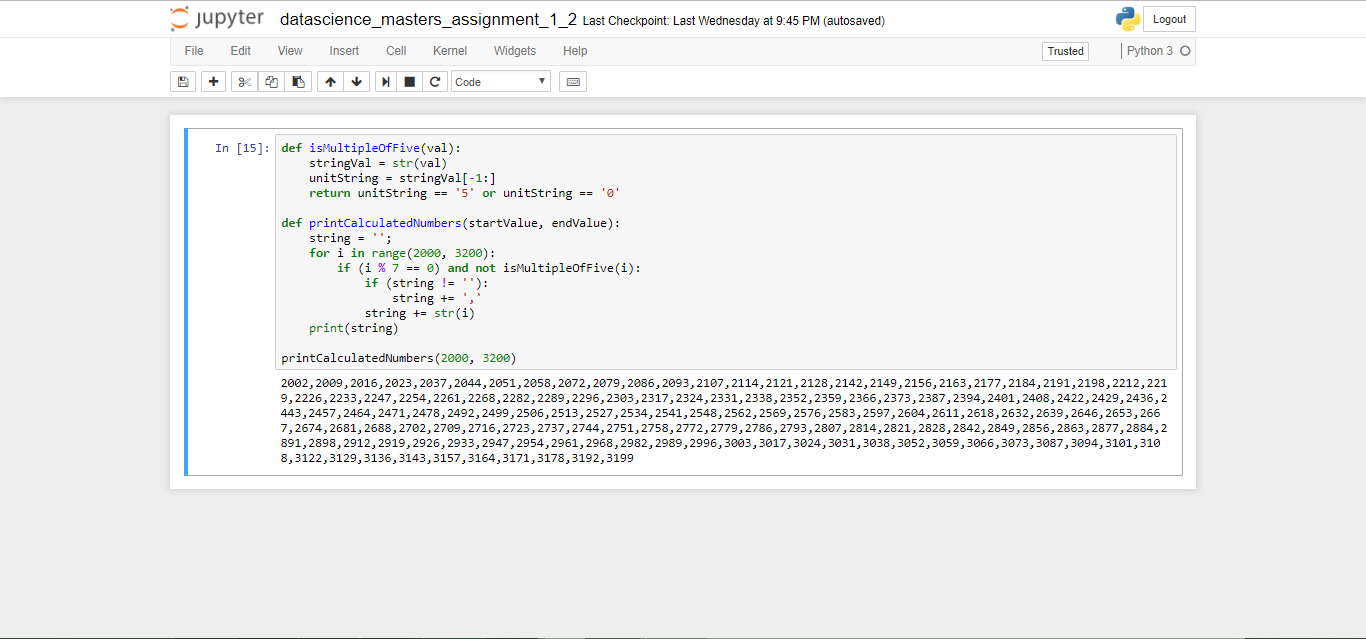 jupyter datascience_masters_assignment_1_2 Last Checkpoint: Last Wednesday at 9:45 PM (autosaved) Logout
File Edit View Insert Cell Kernel Widgets Help Trusted Python 3
Code
In [15]: def isMultipleOfFive(val):
    stringVal = str(val)
    unitString = stringVal[-1:]
    return unitString == '5' or unitString == '0'
def printCalculatedNumbers(startValue, endValue):
    string = '';
    for i in range(2000, 3200):
        if (i % 7 == 0) and not isMultipleOfFive(i):
            if (string != ''):
                string += ','
            string += str(i)
    print(string)
printCalculatedNumbers(2000, 3200)
2002,2009,2016,2023,2037,2044,2051,2058,2072,2079,2086,2093,2107,2114,2121,2128,2142,2149,2156,2163,2177,2184,2191,2198,2212,221
9,2226,2233,2247,2254,2261,2268,2282,2289,2296,2303,2317,2324,2331,2338,2352,2359,2366,2373,2387,2394,2401,2408,2422,2429,2436,2
443,2457,2464,2471,2478,2492,2499,2506,2513,2527,2534,2541,2548,2562,2569,2576,2583,2597,2604,2611,2618,2632,2639,2646,2653,266
7,2674,2681,2688,2702,2709,2716,2723,2737,2744,2751,2758,2772,2779,2786,2793,2807,2814,2821,2828,2842,2849,2856,2863,2877,2884,2
891,2898,2912,2919,2926,2933,2947,2954,2961,2968,2982,2989,2996,3003,3017,3024,3031,3038,3052,3059,3066,3073,3087,3094,3101,310
8,3122,3129,3136,3143,3157,3164,3171,3178,3192,3199